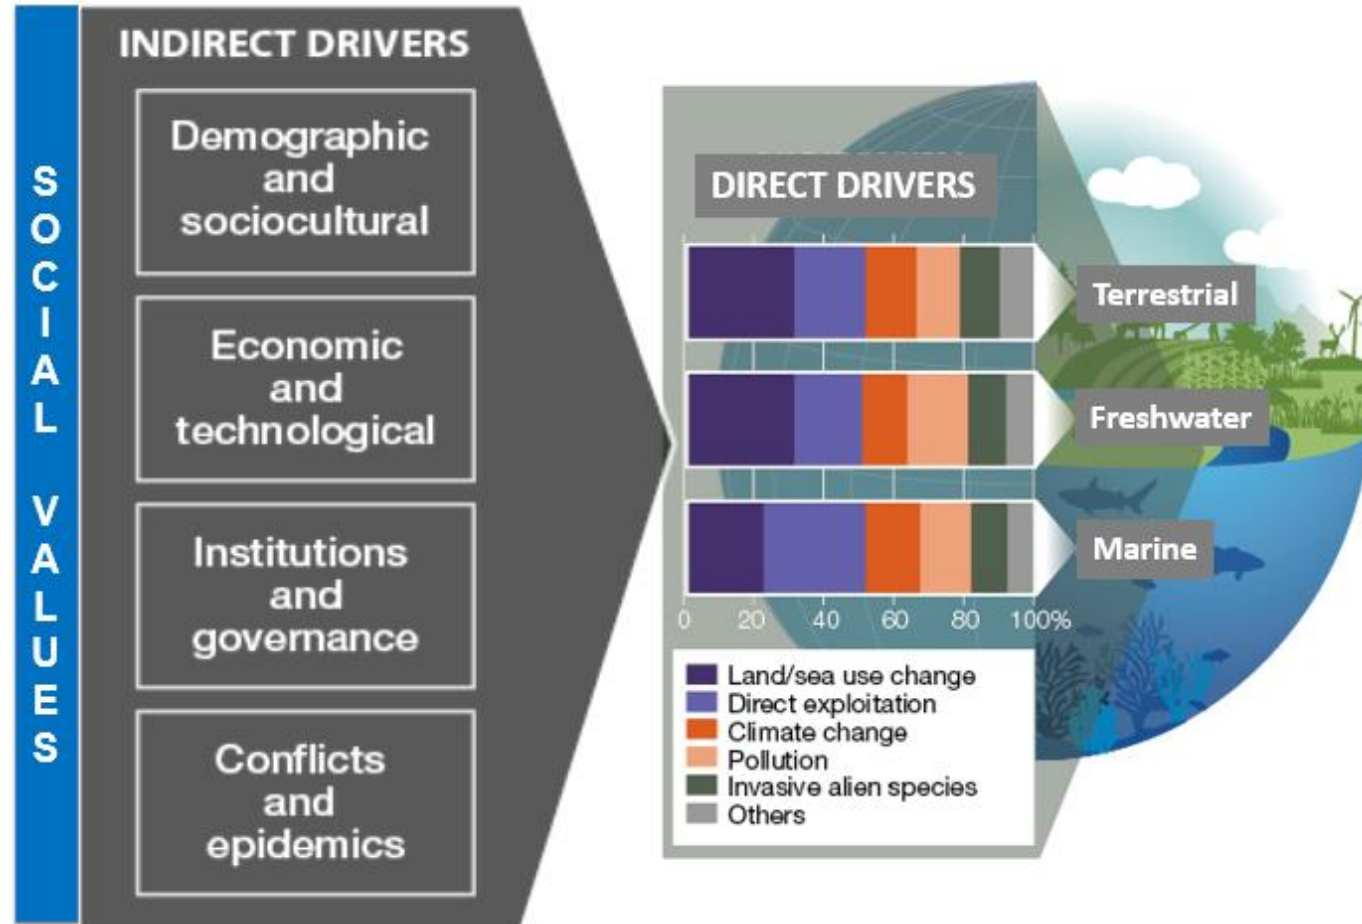 SOCIAL VALUES
INDIRECT DRIVERS
Demographic
and
sociocultural
Economic
and
technological
Institutions
and
governance
Conflicts
and
epidemics
DIRECT DRIVERS
Terrestrial
Freshwater
Marine
0 20 40 60 80 100%
Land/sea use change
Direct exploitation
Climate change
Pollution
Invasive alien species
Others